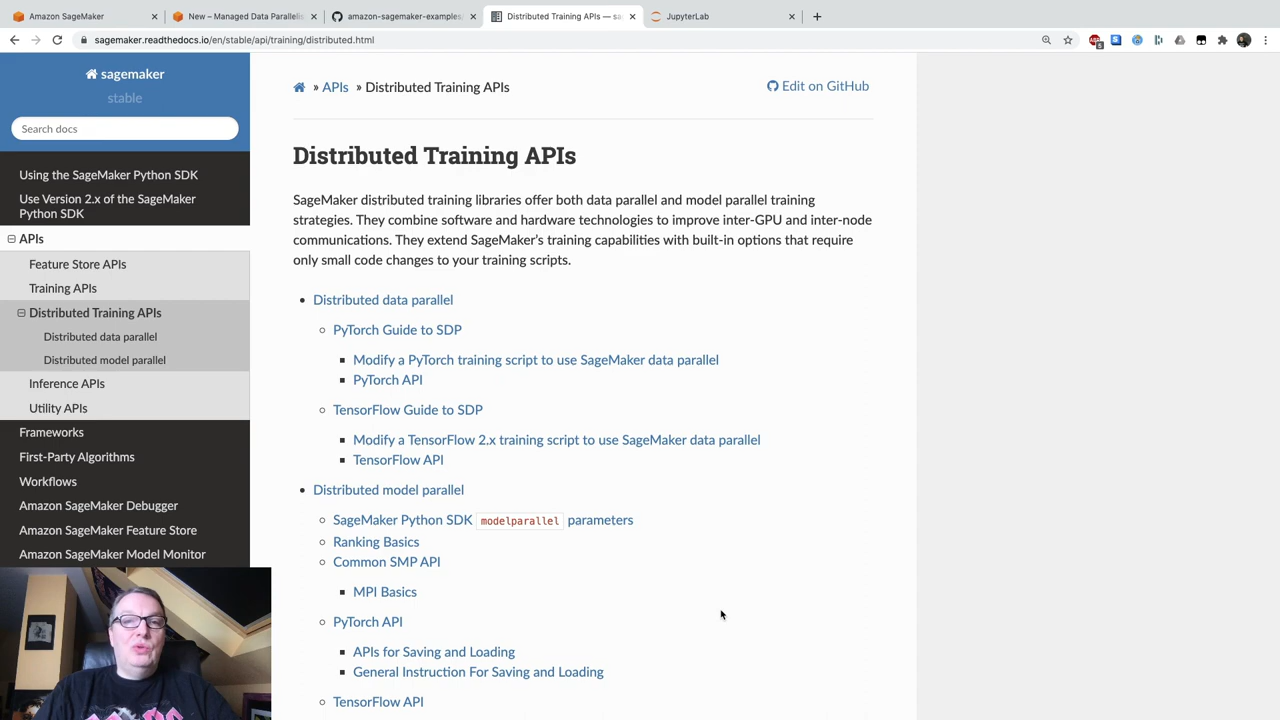 Amazon SageMaker
New – Managed Data Parallelis
amazon-sagemaker-examples/
Distributed Training APIs — sa
JupyterLab
sagemaker.readthedocs.io/en/stable/api/training/distributed.html
5
sagemaker
stable
Search docs
Using the SageMaker Python SDK
Use Version 2.x of the SageMaker
Python SDK
APIs
Feature Store APIs
Training APIs
Distributed Training APIs
Distributed data parallel
Distributed model parallel
Inference APIs
Utility APIs
Frameworks
First-Party Algorithms
Workflows
Amazon SageMaker Debugger
Amazon SageMaker Feature Store
Amazon SageMaker Model Monitor
» APIs » Distributed Training APIs
Edit on GitHub
Distributed Training APIs
SageMaker distributed training libraries offer both data parallel and model parallel training
strategies. They combine software and hardware technologies to improve inter-GPU and inter-node
communications. They extend SageMaker’s training capabilities with built-in options that require
only small code changes to your training scripts.
• Distributed data parallel
○ PyTorch Guide to SDP
▪ Modify a PyTorch training script to use SageMaker data parallel
▪ PyTorch API
○ TensorFlow Guide to SDP
▪ Modify a TensorFlow 2.x training script to use SageMaker data parallel
▪ TensorFlow API
• Distributed model parallel
○ SageMaker Python SDK modelparallel parameters
○ Ranking Basics
○ Common SMP API
▪ MPI Basics
○ PyTorch API
▪ APIs for Saving and Loading
▪ General Instruction For Saving and Loading
○ TensorFlow API